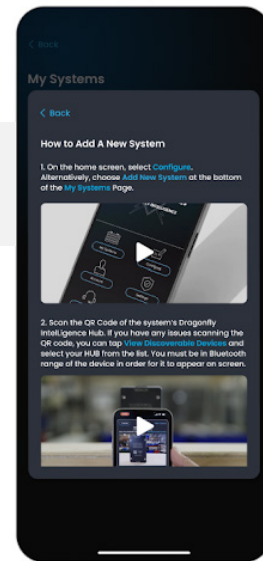 Back
My Systems
Back
How to Add A New System
1. On the home screen, select Configure.
Alternatively, choose Add New System at the bottom
of the My Systems Page.
2. Scan the QR Code of the system's Dragonfly
IntelLigence Hub. If you have any issues scanning the
QR code, you can tap View Discoverable Devices and
select your HUB from the list. You must be in Bluetooth
range of the device in order for it to appear on screen.